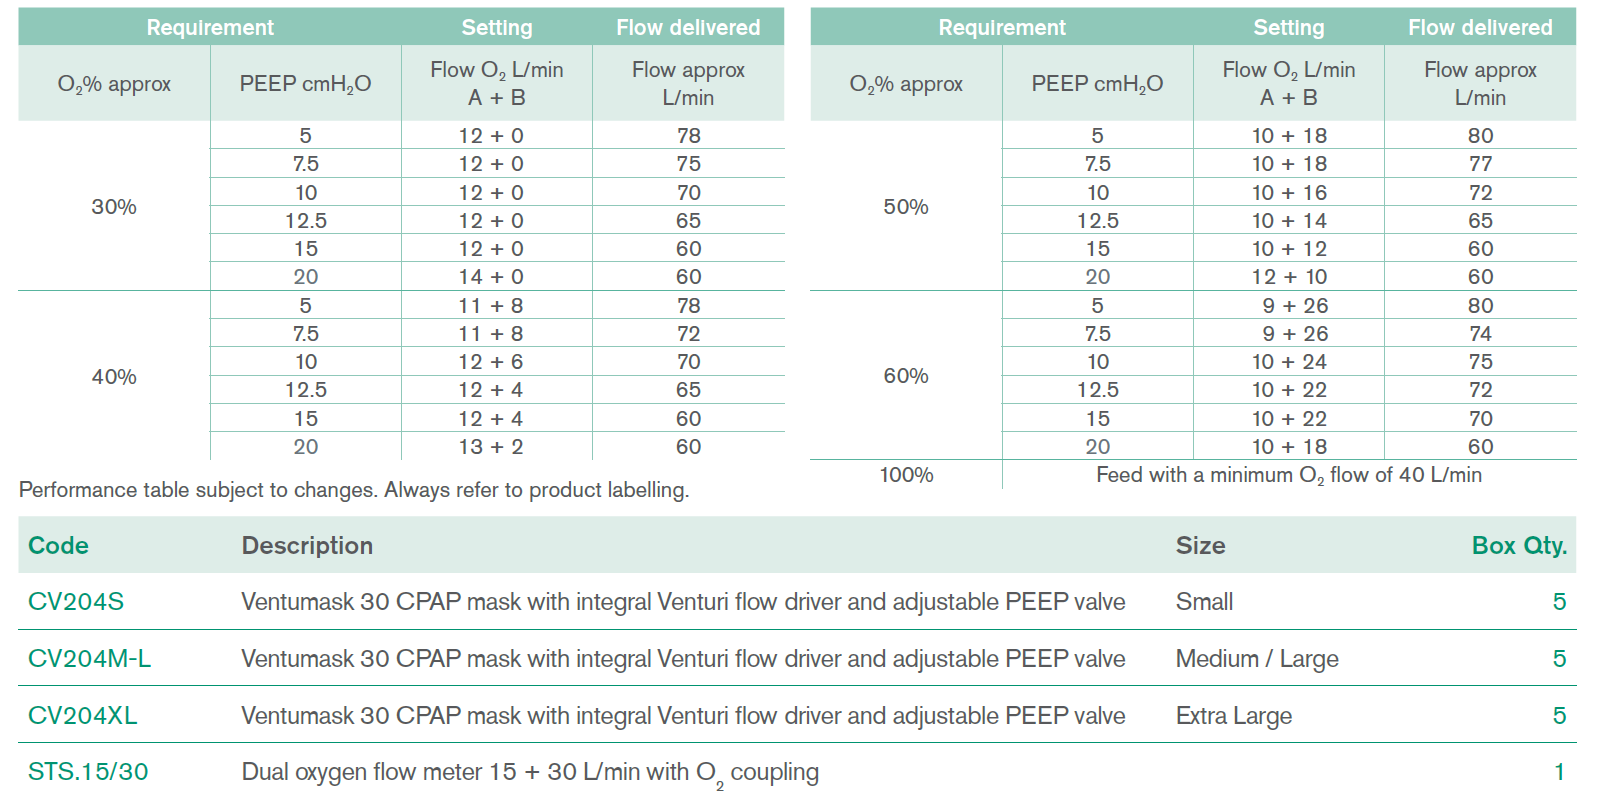 Requirement Setting Flow delivered
O₂% approx PEEP cmH₂O Flow O₂ L/min A + B Flow approx L/min
30%
5 12 + 0 78
7.5 12 + 0 75
10 12 + 0 70
12.5 12 + 0 65
15 12 + 0 60
20 14 + 0 60
40%
5 11 + 8 78
7.5 11 + 8 72
10 12 + 6 70
12.5 12 + 4 65
15 12 + 4 60
20 13 + 2 60
Performance table subject to changes. Always refer to product labelling.
Requirement Setting Flow delivered
O₂% approx PEEP cmH₂O Flow O₂ L/min A + B Flow approx L/min
50%
5 10 + 18 80
7.5 10 + 18 77
10 10 + 16 72
12.5 10 + 14 65
15 10 + 12 60
20 12 + 10 60
60%
5 9 + 26 80
7.5 9 + 26 74
10 10 + 24 75
12.5 10 + 22 72
15 10 + 22 70
20 10 + 18 60
100% Feed with a minimum O₂ flow of 40 L/min
Code Description Size Box Qty.
CV204S Ventumask 30 CPAP mask with integral Venturi flow driver and adjustable PEEP valve Small 5
CV204M-L Ventumask 30 CPAP mask with integral Venturi flow driver and adjustable PEEP valve Medium / Large 5
CV204XL Ventumask 30 CPAP mask with integral Venturi flow driver and adjustable PEEP valve Extra Large 5
STS.15/30 Dual oxygen flow meter 15 + 30 L/min with O₂ coupling 1